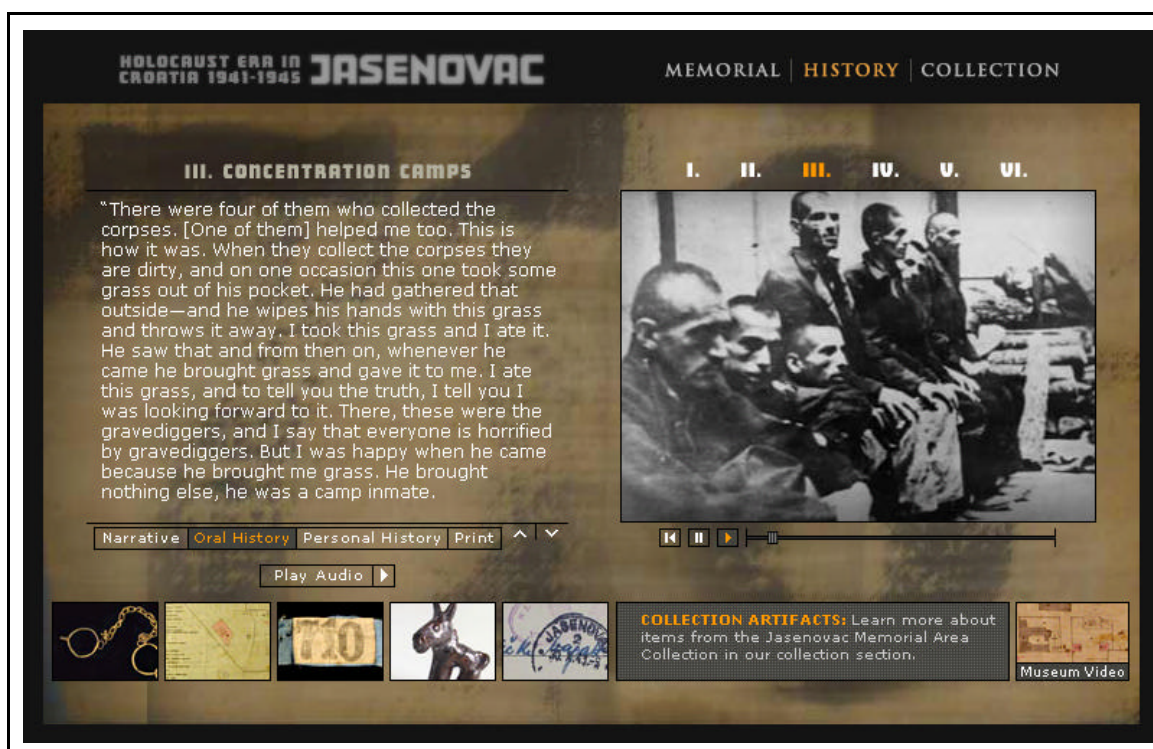 HOLOCAUST ERA IN
CROATIA 1941-1945
JASENOVAC
MEMORIAL | HISTORY | COLLECTION
III. CONCENTRATION CAMPS
I. II. III. IV. V. VI.
“There were four of them who collected the
corpses. [One of them] helped me too. This is
how it was. When they collect the corpses they
are dirty, and on one occasion this one took some
grass out of his pocket. He had gathered that
outside—and he wipes his hands with this grass
and throws it away. I took this grass and I ate it.
He saw that and from then on, whenever he
came he brought grass and gave it to me. I ate
this grass, and to tell you the truth, I tell you I
was looking forward to it. There, these were the
gravediggers, and I say that everyone is horrified
by gravediggers. But I was happy when he came
because he brought me grass. He brought
nothing else, he was a camp inmate.
Narrative Oral History Personal History Print
Play Audio
710
JASENOVAC
2
COLLECTION ARTIFACTS: Learn more about
items from the Jasenovac Memorial Area
Collection in our collection section.
Museum Video